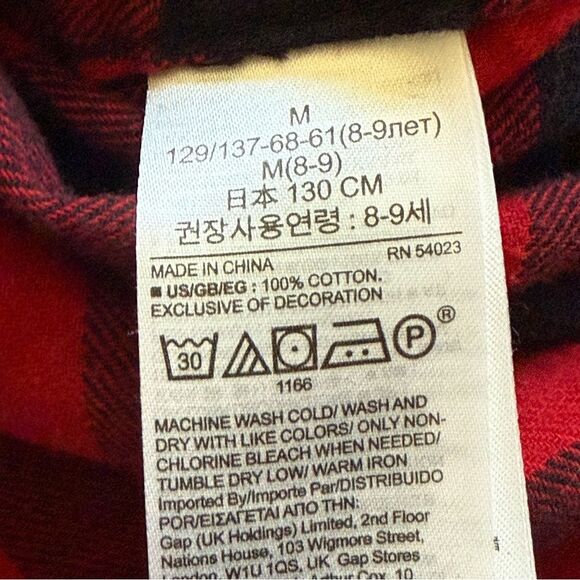 M
129/137-68-61(8-9лет)
M(8-9)
日本 130 CM
권장사용연령 : 8-9세
RN 54023
MADE IN CHINA
■ US/GB/EG : 100% COTTON.
EXCLUSIVE OF DECORATION
30 P ®
1166
MACHINE WASH COLD/ WASH AND
DRY WITH LIKE COLORS/ ONLY NON-
CHLORINE BLEACH WHEN NEEDED/
TUMBLE DRY LOW/ WARM IRON
Imported By/Importe Par/DISTRIBUIDO
POR/ΕΙΣΑΓΕΤΑΙ ΑΠΟ ΤΗΝ:
Gap (UK Holdings) Limited, 2nd Floor
Nations House, 103 Wigmore Street,
London, W1U 1QS, UK Gap Stores
Arthur Cox, 10